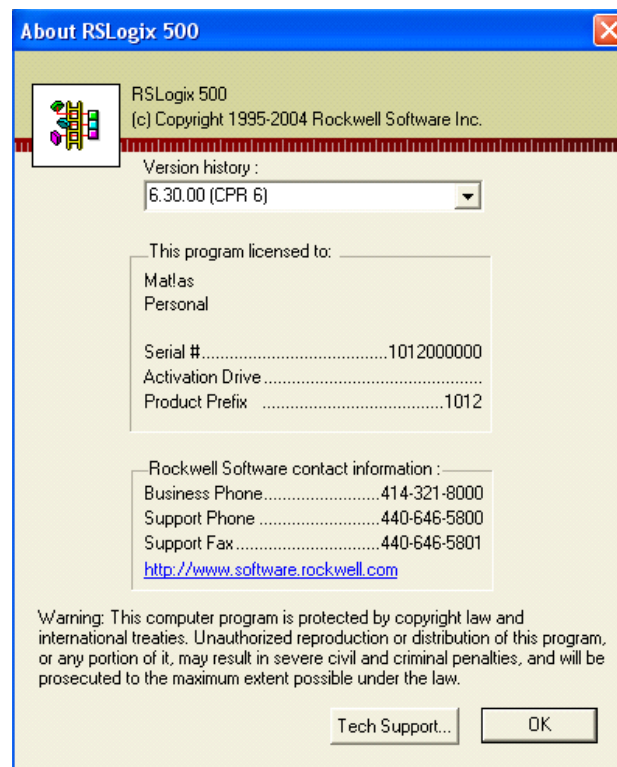 About RSLogix 500
RSLogix 500
(c) Copyright 1995-2004 Rockwell Software Inc.
Version history :
6.30.00 (CPR 6)
This program licensed to:
Mat!as
Personal
Serial #......................................1012000000
Activation Drive.............................................
Product Prefix ......................................1012
Rockwell Software contact information :
Business Phone........................414-321-8000
Support Phone .........................440-646-5800
Support Fax..............................440-646-5801
http://www.software.rockwell.com
Warning: This computer program is protected by copyright law and
international treaties. Unauthorized reproduction or distribution of this program,
or any portion of it, may result in severe civil and criminal penalties, and will be
prosecuted to the maximum extent possible under the law.
Tech Support...
OK